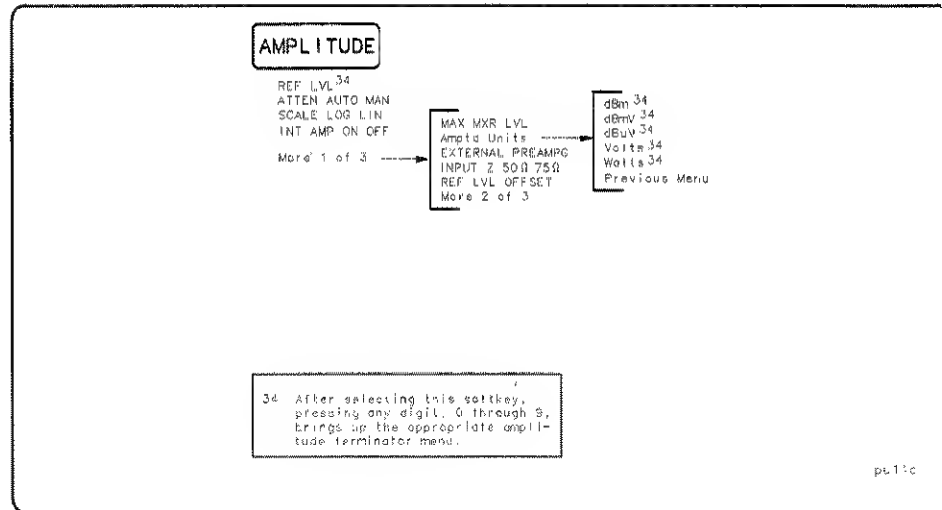 AMPLITUDE
REF LVL 34
ATTEN AUTO MAN
SCALE LOG LIN
INT AMP ON OFF
More 1 of 3
MAX MXR LVL
Amptd Units
EXTERNAL PREAMPG
INPUT Z 50Ω 75Ω
REF LVL OFFSET
More 2 of 3
dBm 34
dBmV 34
dBuV 34
Volts 34
Watts 34
Previous Menu
34 After selecting this softkey,
pressing any digit, 0 through 9,
brings up the appropriate ampli-
tude terminator menu.